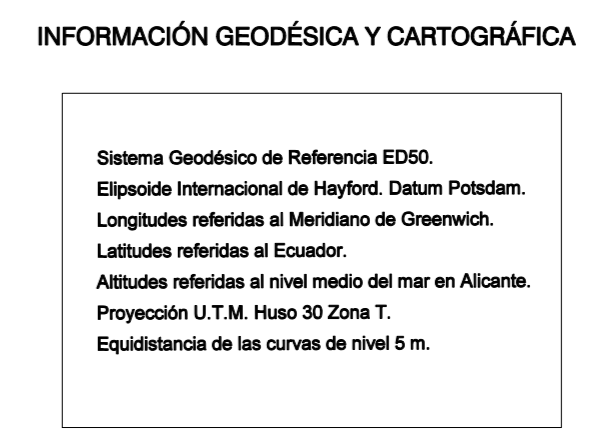 INFORMACIÓN GEODÉSICA Y CARTOGRÁFICA
Sistema Geodésico de Referencia ED50.
Elipsoide Internacional de Hayford. Datum Potsdam.
Longitudes referidas al Meridiano de Greenwich.
Latitudes referidas al Ecuador.
Altitudes referidas al nivel medio del mar en Alicante.
Proyección U.T.M. Huso 30 Zona T.
Equidistancia de las curvas de nivel 5 m.